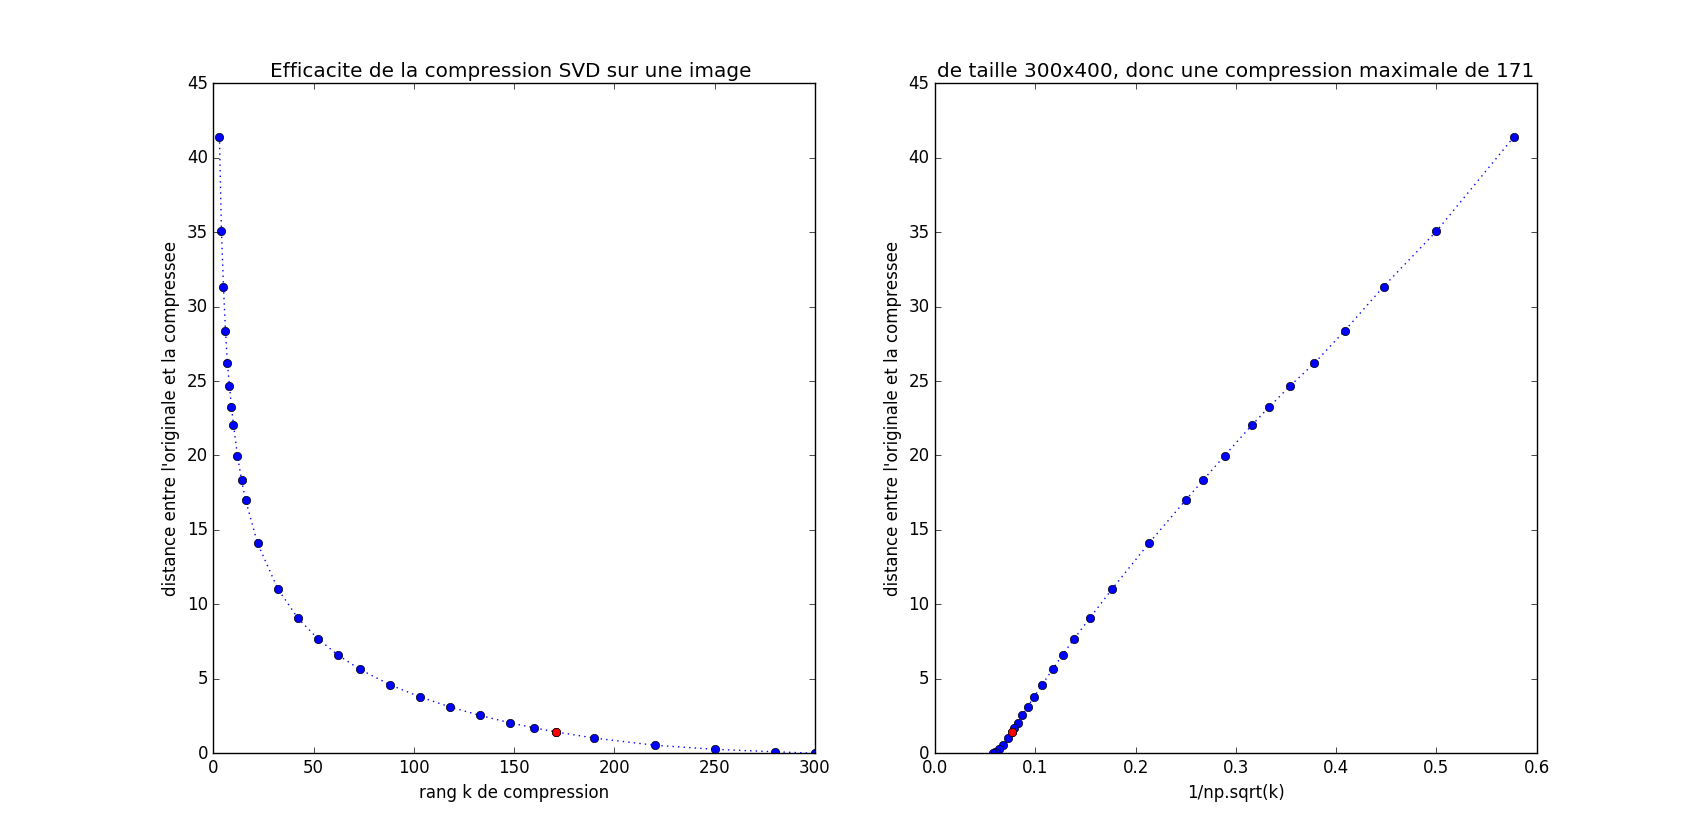 Efficacite de la compression SVD sur une image
45
40
35
30
25
20
15
10
5
0
distance entre l'originale et la compressee
0 50 100 150 200 250 300
rang k de compression
de taille 300x400, donc une compression maximale de 171
45
40
35
30
25
20
15
10
5
0
distance entre l'originale et la compressee
0.0 0.1 0.2 0.3 0.4 0.5 0.6
1/np.sqrt(k)